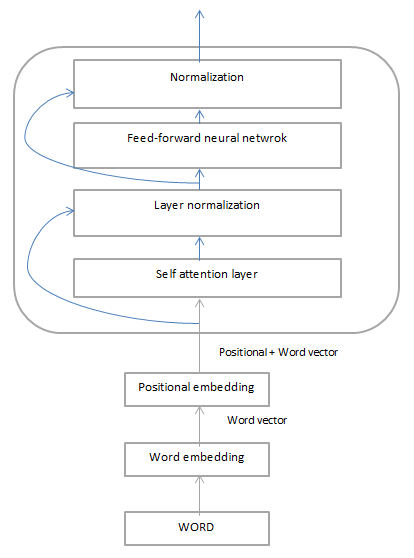 Normalization
Feed-forward neural netwrok
Layer normalization
Self attention layer
Positional + Word vector
Positional embedding
Word vector
Word embedding
WORD